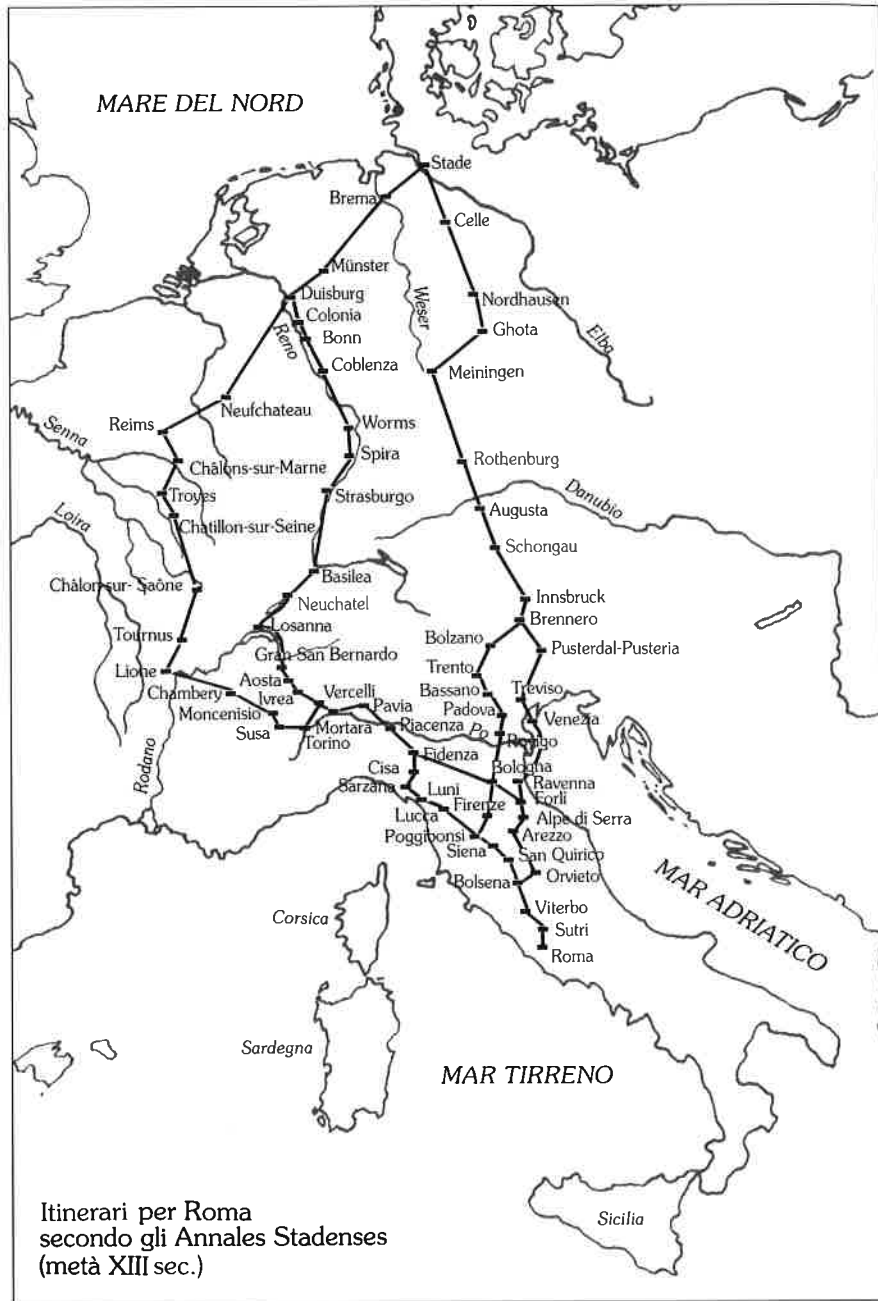 MARE DEL NORD
Stade
Brema
Celle
Münster
Duisburg
Nordhausen
Weser
Colonia
Ghota
Elba
Reno
Bonn
Coblenza
Meiningen
Neufchateau
Reims
Worms
Senna
Spira
Rothenburg
Châlons-sur-Marne
Troyes
Strasburgo
Danubio
Augusta
Loira
Chatillon-sur-Seine
Schongau
Basilea
Châlon-sur-Saône
Neuchatel
Innsbruck
Brennero
Losanna
Tournus
Bolzano
Pusterdal-Pusteria
Gran San Bernardo
Lione
Trento
Aosta
Chambery
Ivrea
Vercelli
Bassano
Treviso
Moncenisio
Pavia
Padova
Venezia
Susa
Mortara
Piacenza
Po
Rovigo
Torino
Rodano
Fidenza
Cisa
Bologna
Ravenna
Sarzana
Luni
Forlì
Lucca
Firenze
Alpe di Serra
Poggibonsi
Arezzo
Siena
San Quirico
Bolsena
Orvieto
MAR ADRIATICO
Viterbo
Corsica
Sutri
Roma
Sardegna
MAR TIRRENO
Sicilia
Itinerari per Roma
secondo gli Annales Stadenses
(metà XIII sec.)